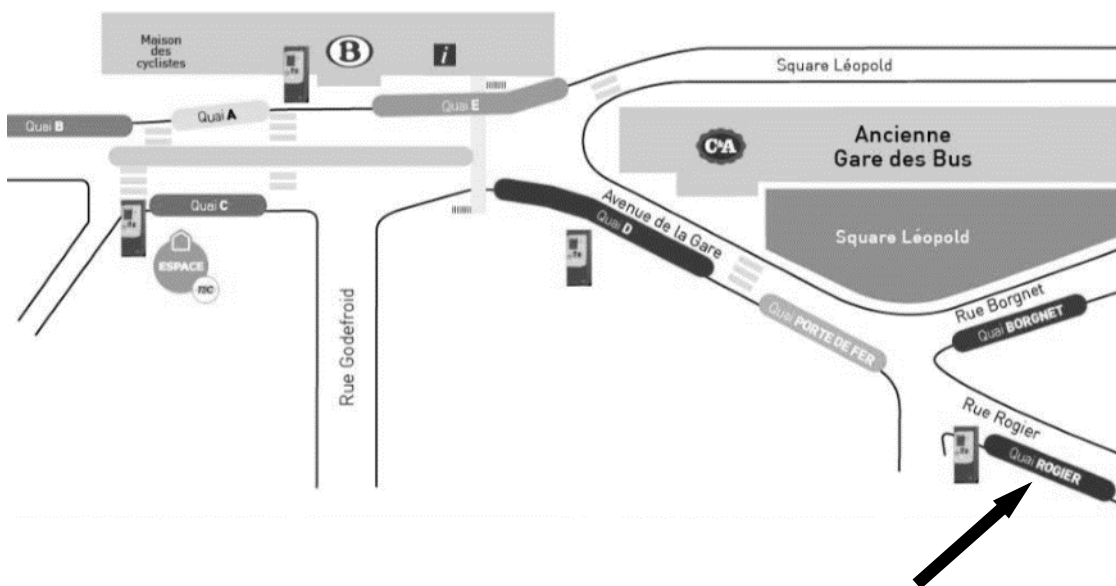 Maison
des
cyclistes
B
i
Square Léopold
Quai A
Quai E
Quai B
C&A
Ancienne
Gare des Bus
Quai C
Avenue de la Gare
Quai D
Square Léopold
ESPACE
TEC
Rue Godefroid
Rue Borgnet
Quai BORGNET
Quai PORTE DE FER
Rue Rogier
Quai ROGIER